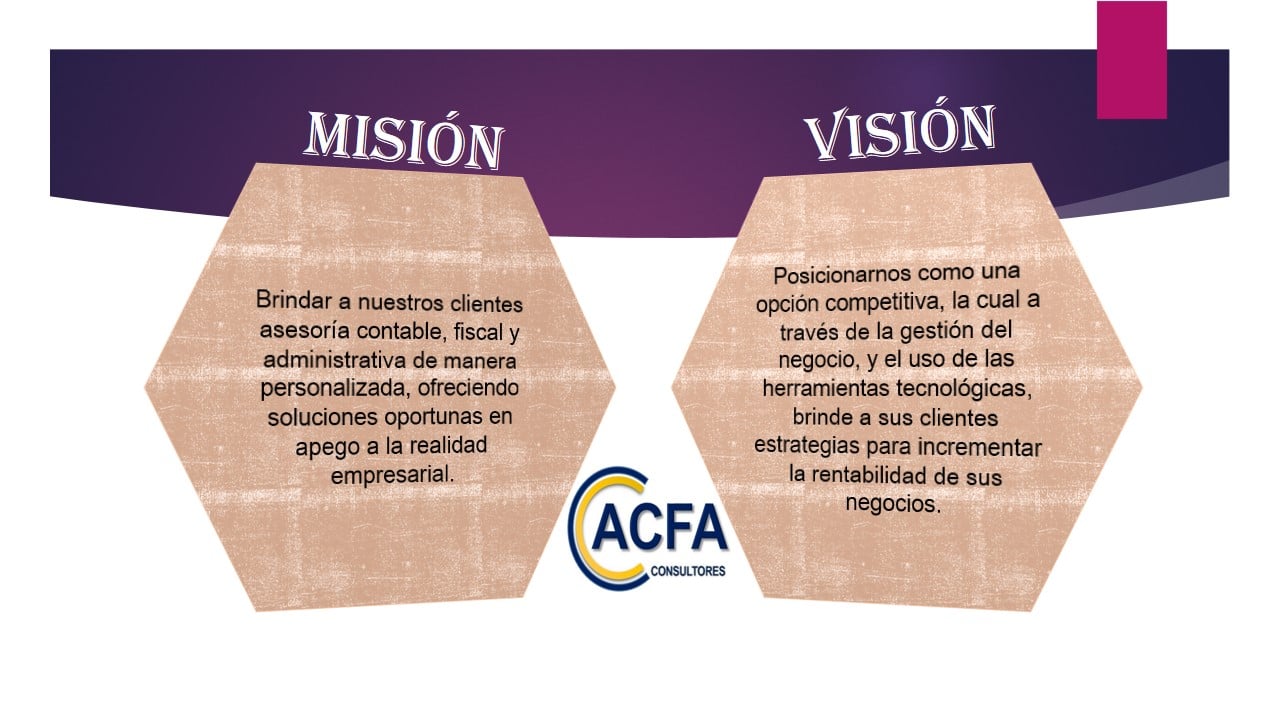 MISIÓN
Brindar a nuestros clientes
asesoría contable, fiscal y
administrativa de manera
personalizada, ofreciendo
soluciones oportunas en
apego a la realidad
empresarial.
VISIÓN
Posicionarnos como una
opción competitiva, la cual a
través de la gestión del
negocio, y el uso de las
herramientas tecnológicas,
brinde a sus clientes
estrategias para incrementar
la rentabilidad de sus
negocios.
ACFA
CONSULTORES